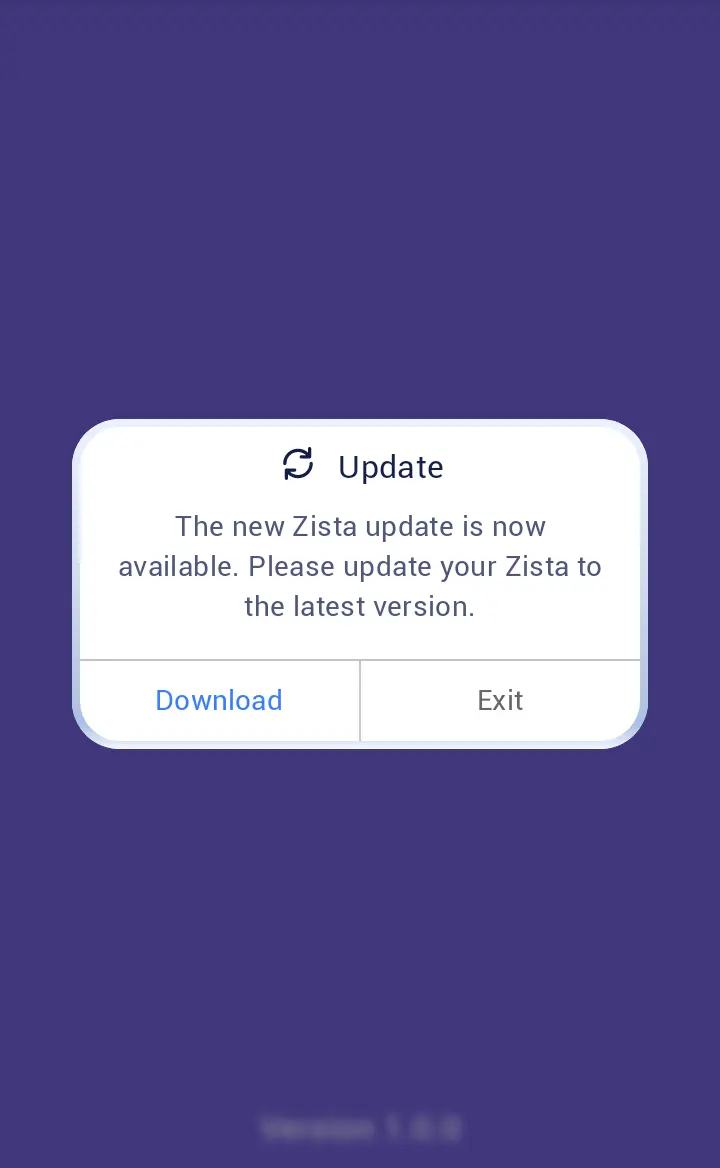 Update
The new Zista update is now
available. Please update your Zista to
the latest version.
Download
Exit
Version 1.0.0